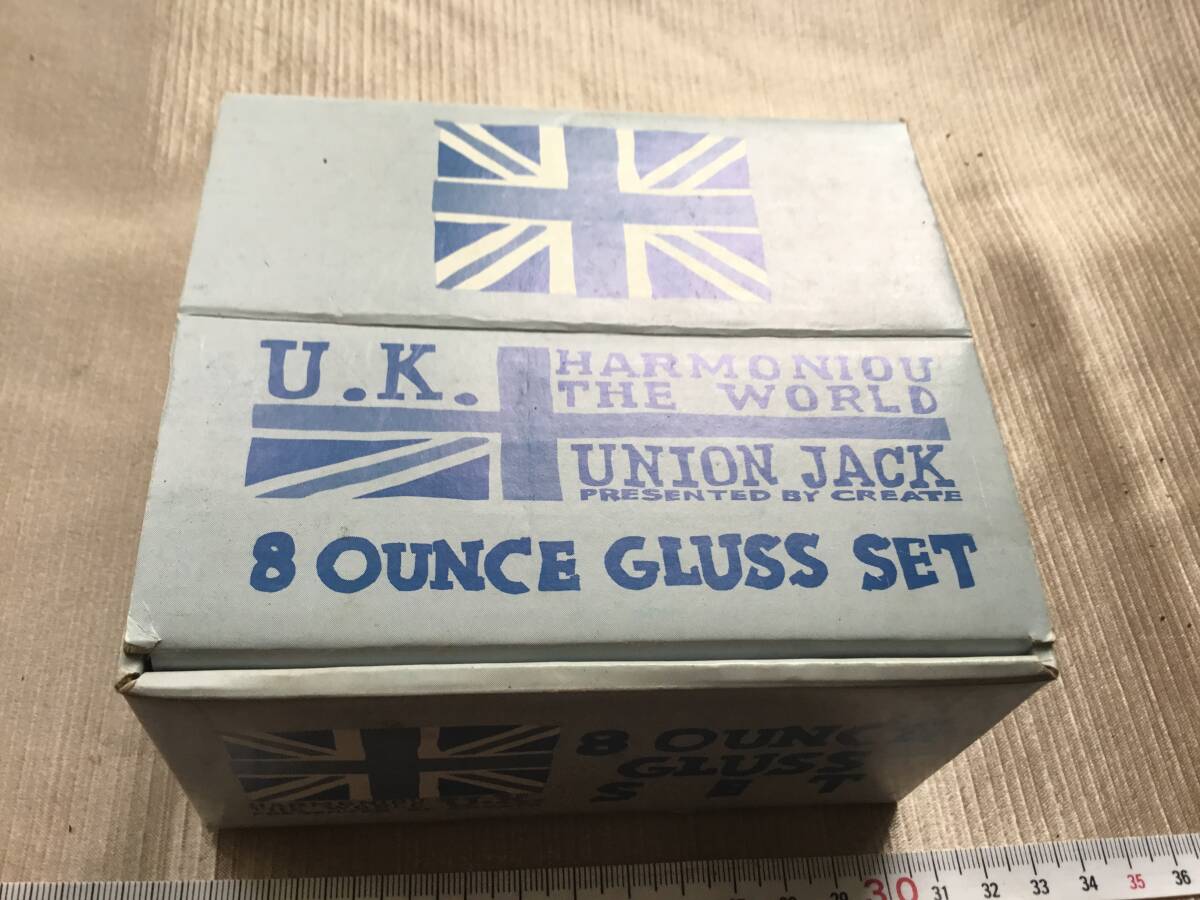 U.K.
HARMONIOU
THE WORLD
UNION JACK
PRESENTED BY CREATE
8 OUNCE GLUSS SET
8 OUNCE
GLUSS
SET
30 31 32 33 34 35 36